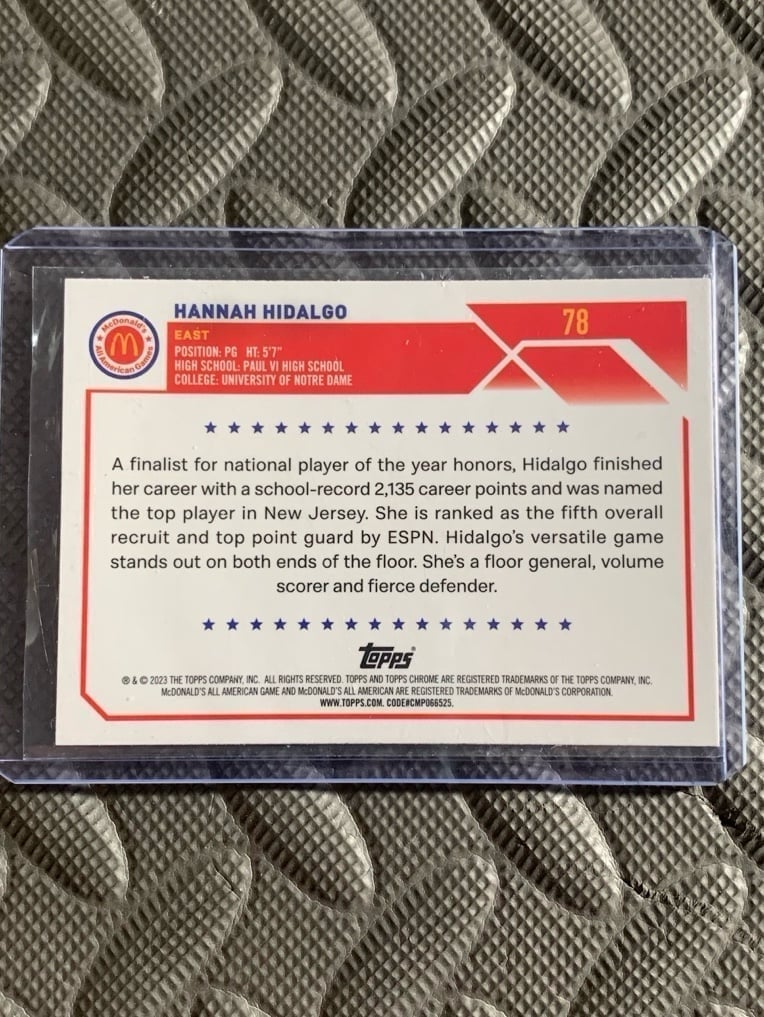 McDonald's
All American Games
HANNAH HIDALGO
78
EAST
POSITION: PG HT: 5'7"
HIGH SCHOOL: PAUL VI HIGH SCHOOL
COLLEGE: UNIVERSITY OF NOTRE DAME
A finalist for national player of the year honors, Hidalgo finished
her career with a school-record 2,135 career points and was named
the top player in New Jersey. She is ranked as the fifth overall
recruit and top point guard by ESPN. Hidalgo's versatile game
stands out on both ends of the floor. She's a floor general, volume
scorer and fierce defender.
Topps®
® & © 2023 THE TOPPS COMPANY, INC. ALL RIGHTS RESERVED. TOPPS AND TOPPS CHROME ARE REGISTERED TRADEMARKS OF THE TOPPS COMPANY, INC.
McDONALD'S ALL AMERICAN GAME AND McDONALD'S ALL AMERICAN ARE REGISTERED TRADEMARKS OF McDONALD'S CORPORATION.
WWW.TOPPS.COM. CODE#CMP066525.